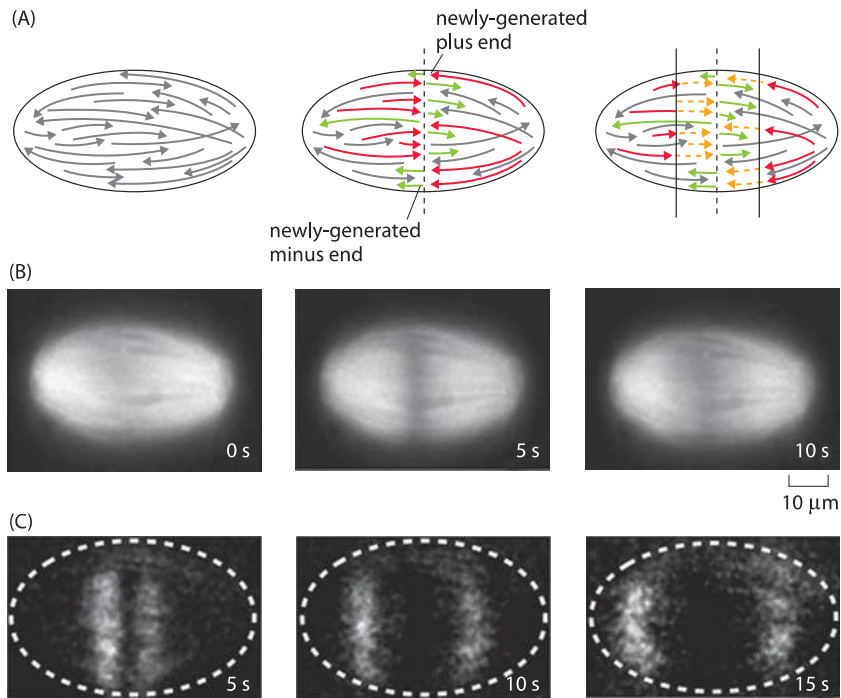 (A)
newly-generated
plus end
newly-generated
minus end
(B)
0 s
5 s
10 s
10 μm
(C)
5 s
10 s
15 s